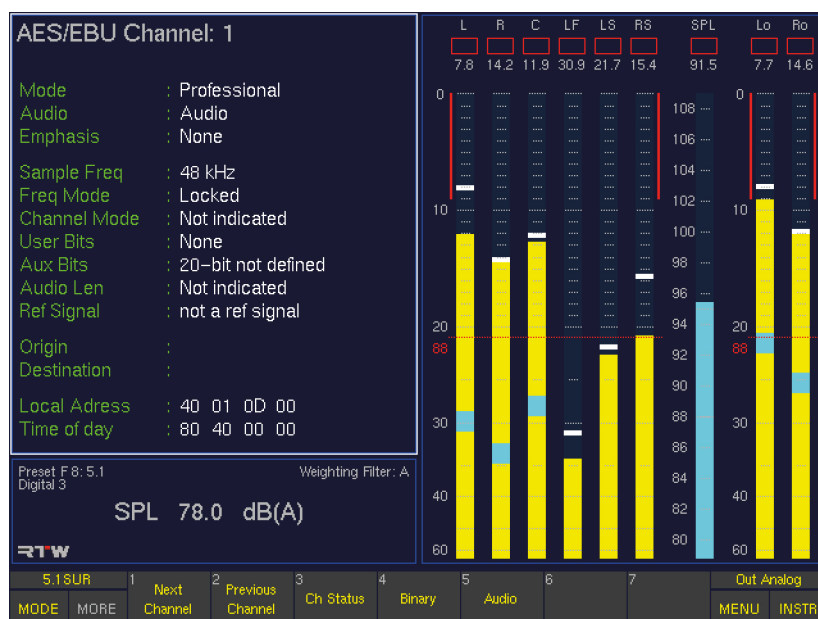 AES/EBU Channel: 1
Mode : Professional
Audio : Audio
Emphasis : None
Sample Freq : 48 kHz
Freq Mode : Locked
Channel Mode : Not indicated
User Bits : None
Aux Bits : 20-bit not defined
Audio Len : Not indicated
Ref Signal : not a ref signal
Origin :
Destination :
Local Adress : 40 01 0D 00
Time of day : 80 40 00 00
Preset F 8: 5.1 Weighting Filter: A
Digital 3
SPL 78.0 dB(A)
RTW
L R C LF LS RS SPL Lo Ro
7.8 14.2 11.9 30.9 21.7 15.4 91.5 7.7 14.6
0 0
108
106
104
102
10 10
100
98
96
94
20 20
88 88
92
90
30 30
88
86
84
40 40
82
80
60 60
5.1SUR 1 2 3 4 5 6 7 Out Analog
Next Channel
Previous Channel
Ch Status
Binary
Audio
MODE MORE MENU INSTR